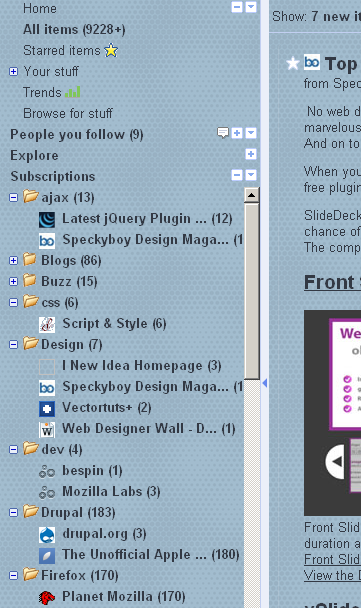 Home
All items (9228+)
Starred items
Your stuff
Trends
Browse for stuff
People you follow (9)
Explore
Subscriptions
ajax (13)
Latest jQuery Plugin ... (12)
Speckyboy Design Maga... (1
Blogs (86)
Buzz (15)
css (6)
Script & Style (6)
Design (7)
I New Idea Homepage (3)
Speckyboy Design Maga... (1
Vectortuts+ (2)
Web Designer Wall - D... (1)
dev (4)
bespin (1)
Mozilla Labs (3)
Drupal (183)
drupal.org (3)
The Unofficial Apple ... (180)
Firefox (170)
Planet Mozilla (170)
Show: 7 new it
Top
from Spec
No web d
marvelous
And on to
When you
free plugin
SlideDeck
chance of
The comp
Front S
We
Front Slid
duration a
Front Slid
View the D